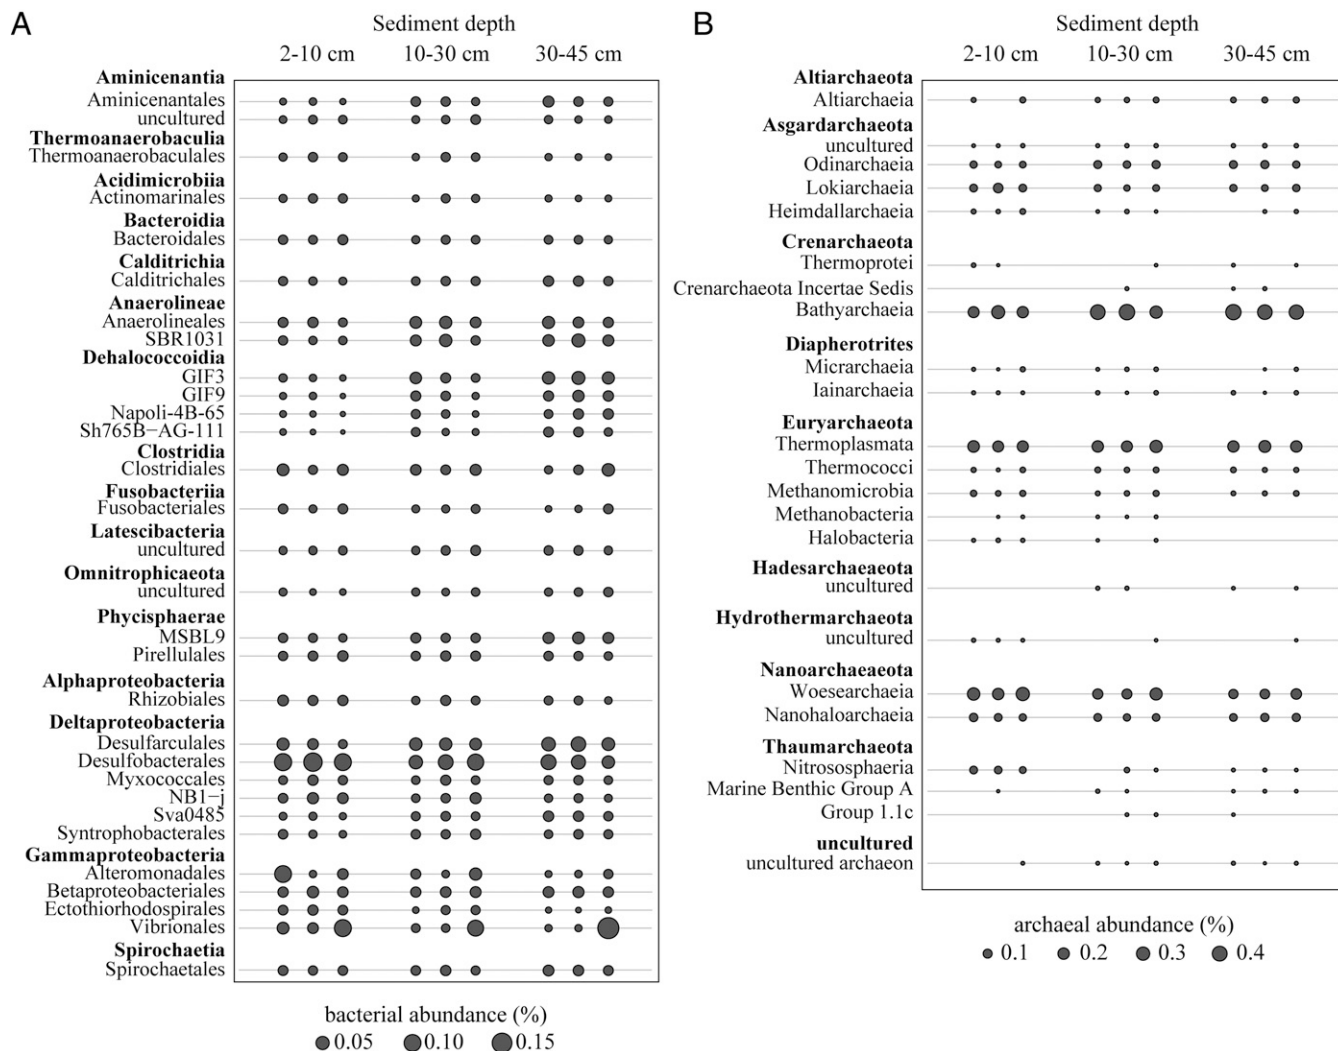 A
Sediment depth
2-10 cm 10-30 cm 30-45 cm
Aminicenantia
Aminicenantales
uncultured
Thermoanaerobaculia
Thermoanaerobaculales
Acidimicrobiia
Actinomarinales
Bacteroidia
Bacteroidales
Calditrichia
Calditrichales
Anaerolineae
Anaerolineales
SBR1031
Dehalococcoidia
GIF3
GIF9
Napoli-4B-65
Sh765B−AG-111
Clostridia
Clostridiales
Fusobacteriia
Fusobacteriales
Latescibacteria
uncultured
Omnitrophicaeota
uncultured
Phycisphaerae
MSBL9
Pirellulales
Alphaproteobacteria
Rhizobiales
Deltaproteobacteria
Desulfarculales
Desulfobacterales
Myxococcales
NB1−j
Sva0485
Syntrophobacterales
Gammaproteobacteria
Alteromonadales
Betaproteobacteriales
Ectothiorhodospirales
Vibrionales
Spirochaetia
Spirochaetales
bacterial abundance (%)
0.05 0.10 0.15
B
Sediment depth
2-10 cm 10-30 cm 30-45 cm
Altiarchaeota
Altiarchaeia
Asgardarchaeota
uncultured
Odinarchaeia
Lokiarchaeia
Heimdallarchaeia
Crenarchaeota
Thermoprotei
Crenarchaeota Incertae Sedis
Bathyarchaeia
Diapherotrites
Micrarchaeia
Iainarchaeia
Euryarchaeota
Thermoplasmata
Thermococci
Methanomicrobia
Methanobacteria
Halobacteria
Hadesarchaeaeota
uncultured
Hydrothermarchaeota
uncultured
Nanoarchaeaeota
Woesearchaeia
Nanohaloarchaeia
Thaumarchaeota
Nitrososphaeria
Marine Benthic Group A
Group 1.1c
uncultured
uncultured archaeon
archaeal abundance (%)
0.1 0.2 0.3 0.4